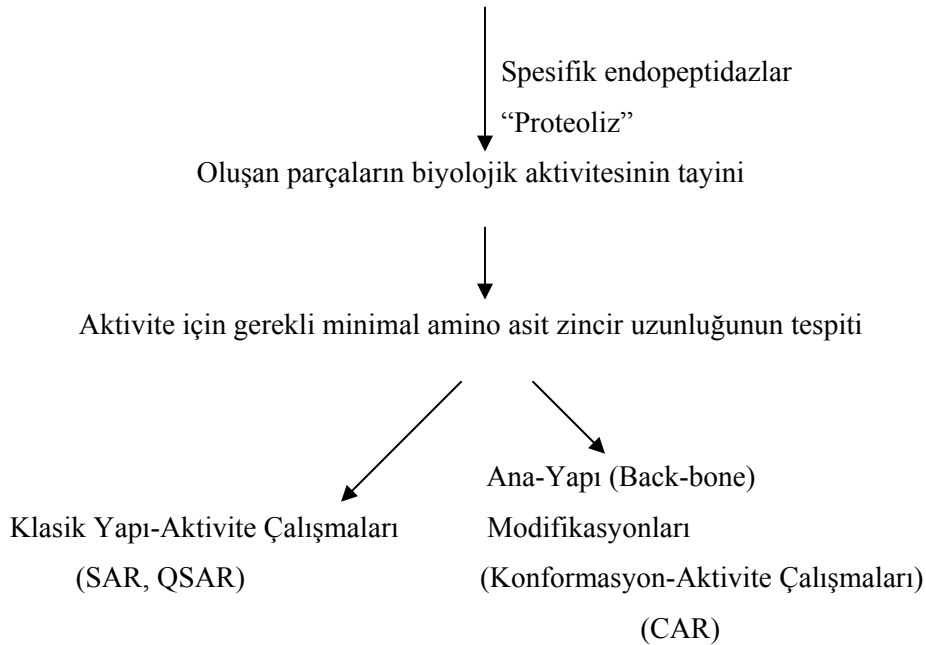 Spesifik endopeptidazlar
“Proteoliz”
Oluşan parçaların biyolojik aktivitesinin tayini
Aktivite için gerekli minimal amino asit zincir uzunluğunun tespiti
Klasik Yapı-Aktivite Çalışmaları
(SAR, QSAR)
Ana-Yapı (Back-bone)
Modifikasyonları
(Konformasyon-Aktivite Çalışmaları)
(CAR)